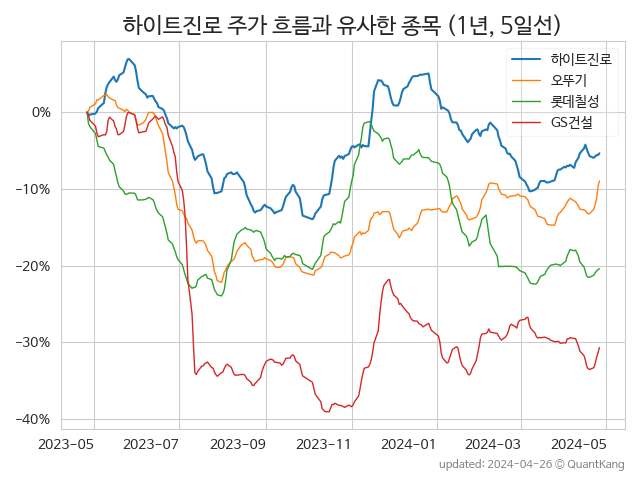 하이트진로 주가 흐름과 유사한 종목 (1년, 5일선)
하이트진로
오뚜기
롯데칠성
GS건설
0%
−10%
−20%
−30%
−40%
2023-05 2023-07 2023-09 2023-11 2024-01 2024-03 2024-05
updated: 2024-04-26 © QuantKang